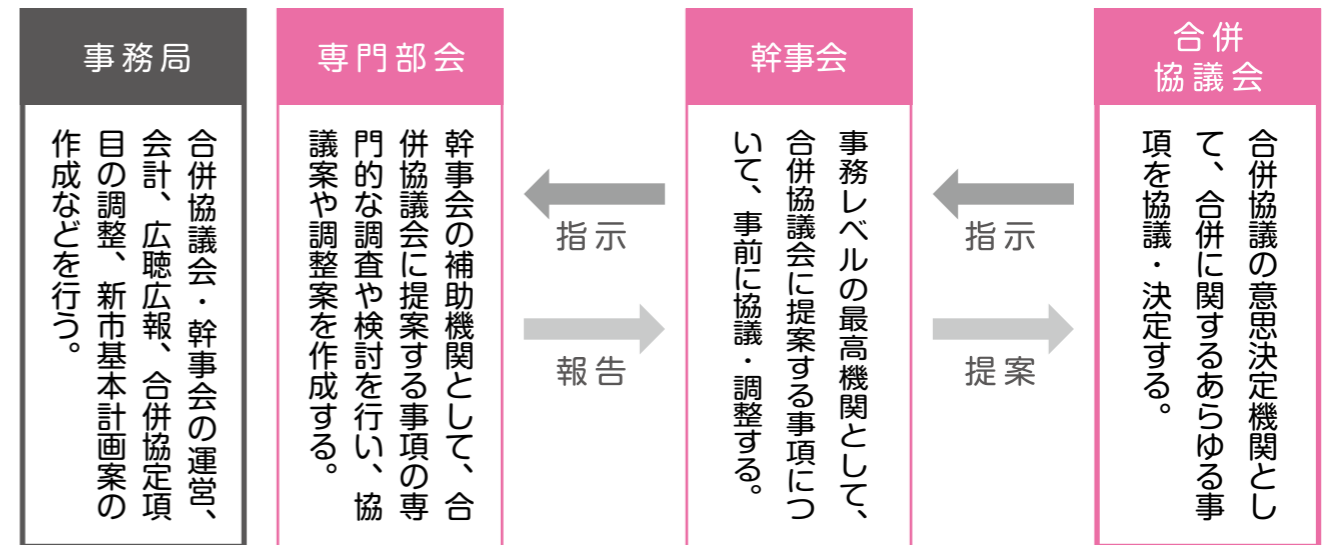 合併
協議会
合併協議の意思決定機関とし
て、合併に関するあらゆる事
項を協議・決定する。
指示
提案
幹事会
事務レベルの最高機関として、
合併協議会に提案する事項につ
いて、事前に協議・調整する。
指示
報告
専門部会
幹事会の補助機関として、合
併協議会に提案する事項の専
門的な調査や検討を行い、協
議案や調整案を作成する。
事務局
合併協議会・幹事会の運営、
会計、広聴広報、合併協定項
目の調整、新市基本計画案の
作成などを行う。